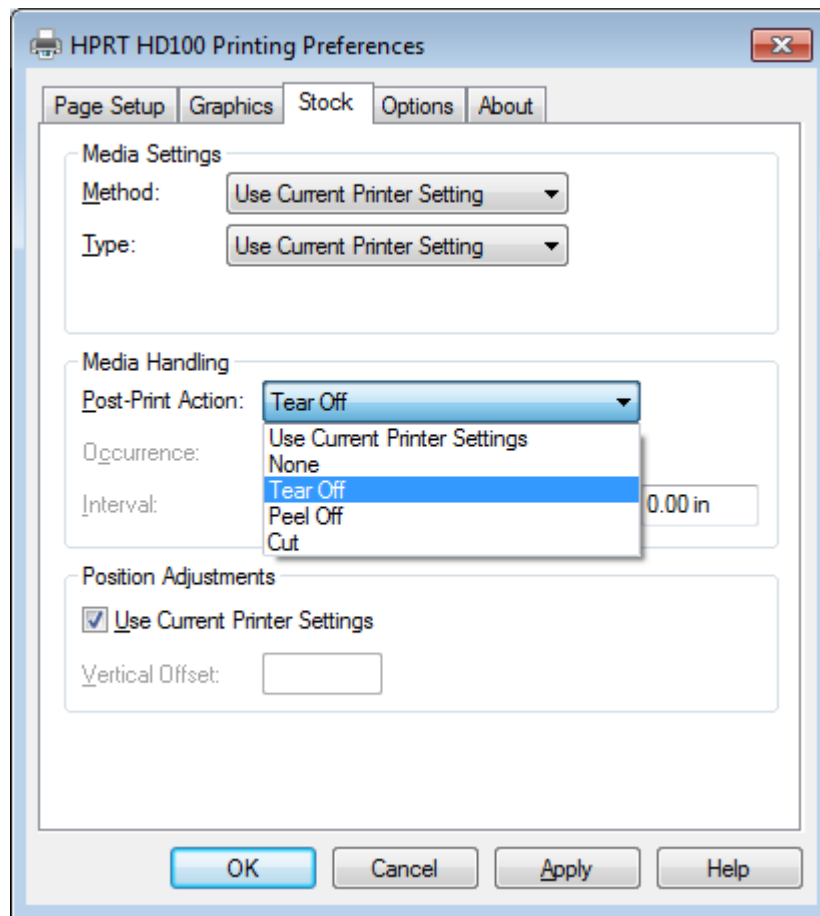 HPRT HD100 Printing Preferences
Page Setup Graphics Stock Options About
Media Settings
Method: Use Current Printer Setting
Type: Use Current Printer Setting
Media Handling
Post-Print Action: Tear Off
Use Current Printer Settings
Occurrence:
None
Tear Off
Interval: 0.00 in
Peel Off
Cut
Position Adjustments
Use Current Printer Settings
Vertical Offset:
OK Cancel Apply Help